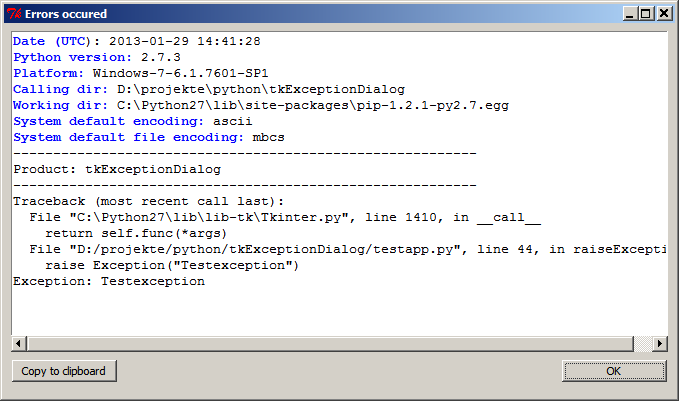 Errors occured
Date (UTC): 2013-01-29 14:41:28
Python version: 2.7.3
Platform: Windows-7-6.1.7601-SP1
Calling dir: D:\projekte\python\tkExceptionDialog
Working dir: C:\Python27\lib\site-packages\pip-1.2.1-py2.7.egg
System default encoding: ascii
System default file encoding: mbcs
----------------------------------------------------------
Product: tkExceptionDialog
----------------------------------------------------------
Traceback (most recent call last):
  File "C:\Python27\lib\lib-tk\Tkinter.py", line 1410, in __call__
    return self.func(*args)
  File "D:/projekte/python/tkExceptionDialog/testapp.py", line 44, in raiseExcepti
    raise Exception("Testexception")
Exception: Testexception
Copy to clipboard OK